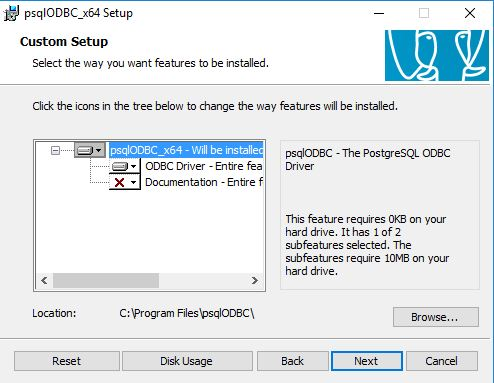 psqlODBC_x64 Setup
Custom Setup
Select the way you want features to be installed.
Click the icons in the tree below to change the way features will be installed.
psqlODBC_x64 - Will be installed
ODBC Driver - Entire fea
Documentation - Entire f
psqlODBC - The PostgreSQL ODBC
Driver
This feature requires 0KB on your
hard drive. It has 1 of 2
subfeatures selected. The
subfeatures require 10MB on your
hard drive.
Location: C:\Program Files\psqlODBC\
Browse...
Reset Disk Usage Back Next Cancel